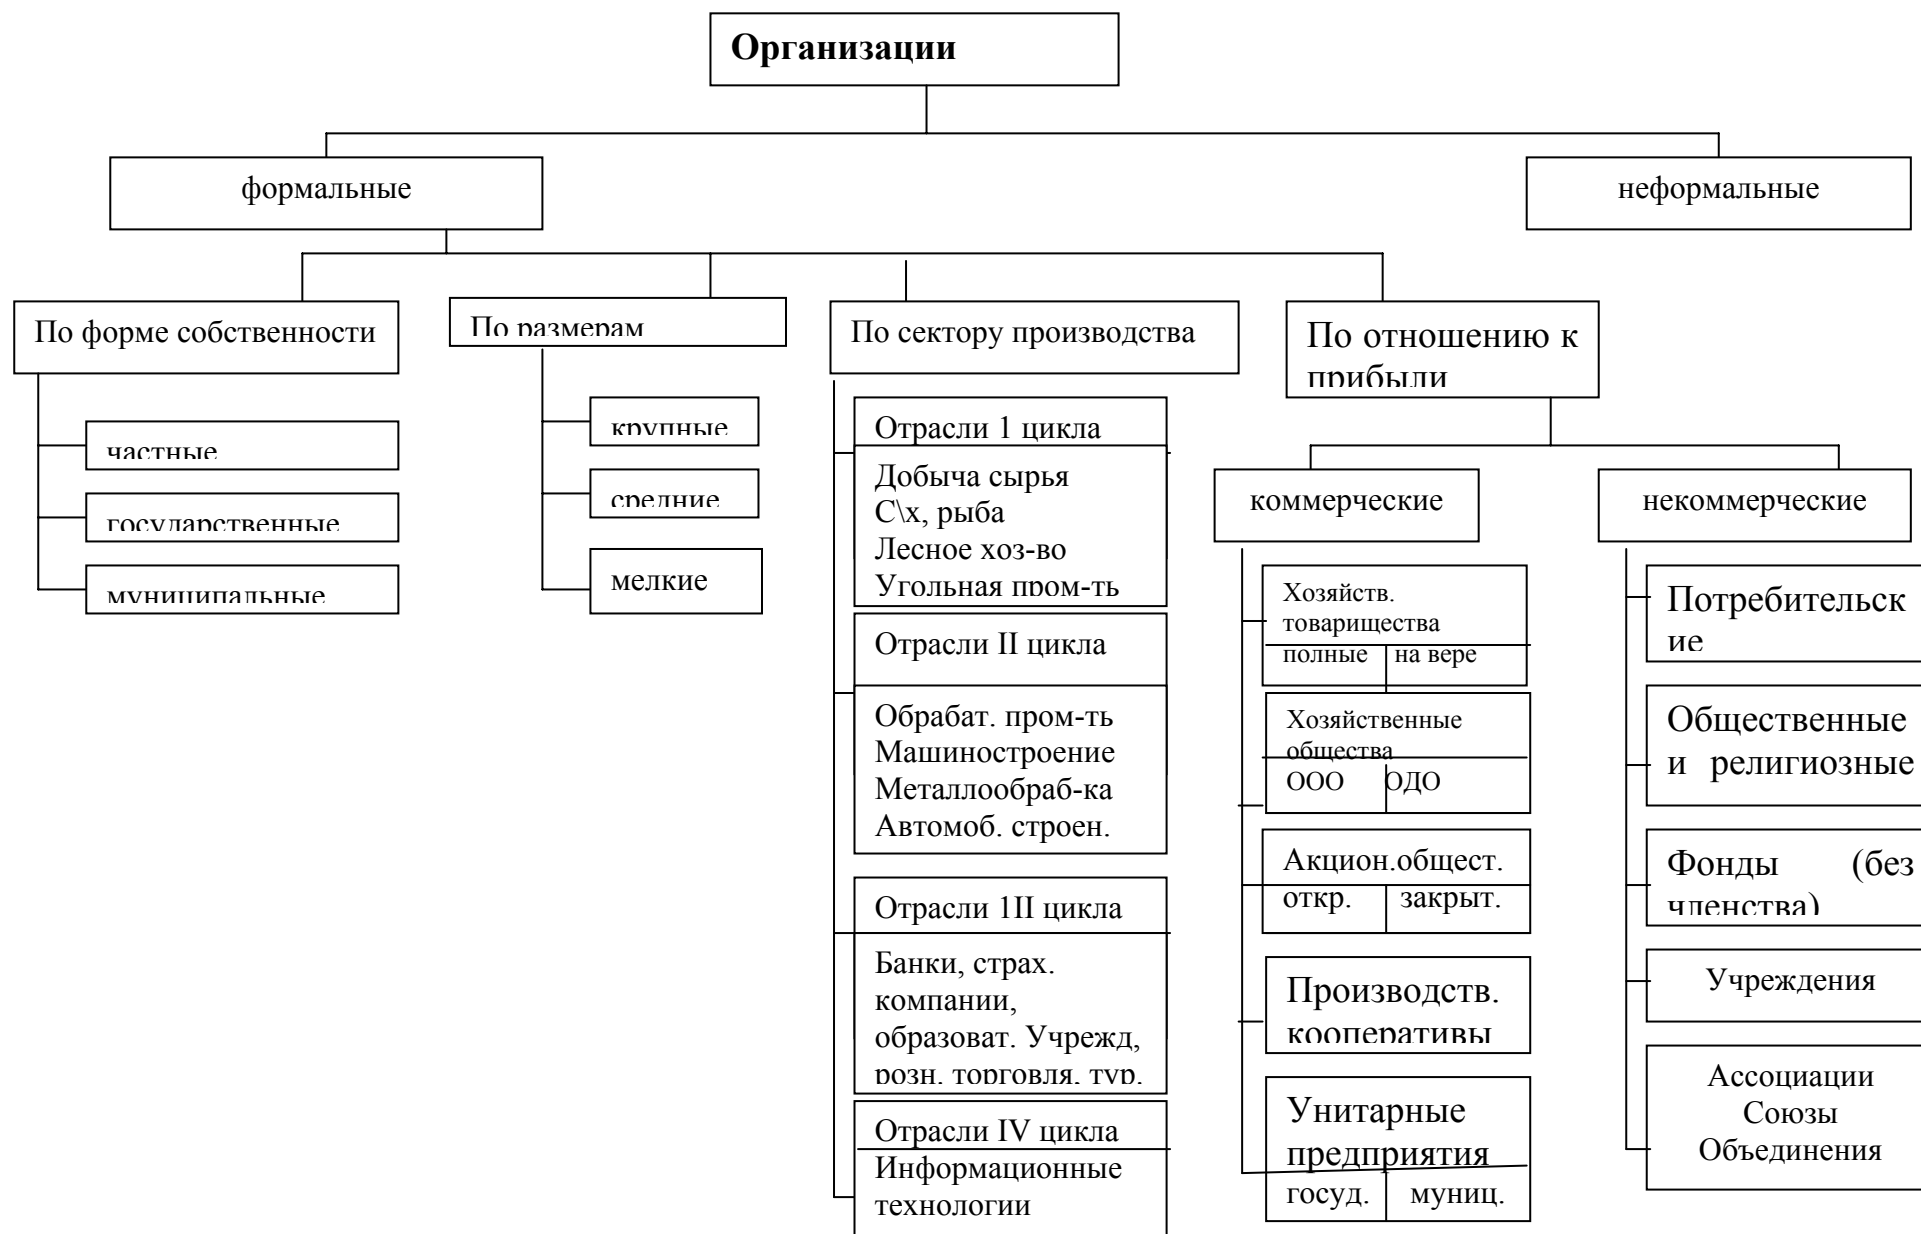 Организации
формальные
неформальные
По форме собственности
частные
государственные
муниципальные
По размерам
крупные
средние
мелкие
По сектору производства
Отрасли 1 цикла
Добыча сырья
С\х, рыба
Лесное хоз-во
Угольная пром-ть
Отрасли II цикла
Обрабат. пром-ть
Машиностроение
Металлообраб-ка
Автомоб. строен.
Отрасли 1II цикла
Банки, страх.
компании,
образоват. Учрежд,
розн. торговля, тур.
Отрасли IV цикла
Информационные
технологии
По отношению к
прибыли
коммерческие
Хозяйств.
товарищества
полные на вере
Хозяйственные
общества
ООО ОДО
Акцион.общест.
откр. закрыт.
Производств.
кооперативы
Унитарные
предприятия
госуд. муниц.
некоммерческие
Потребительск
ие
Общественные
и религиозные
Фонды (без
членства)
Учреждения
Ассоциации
Союзы
Объединения